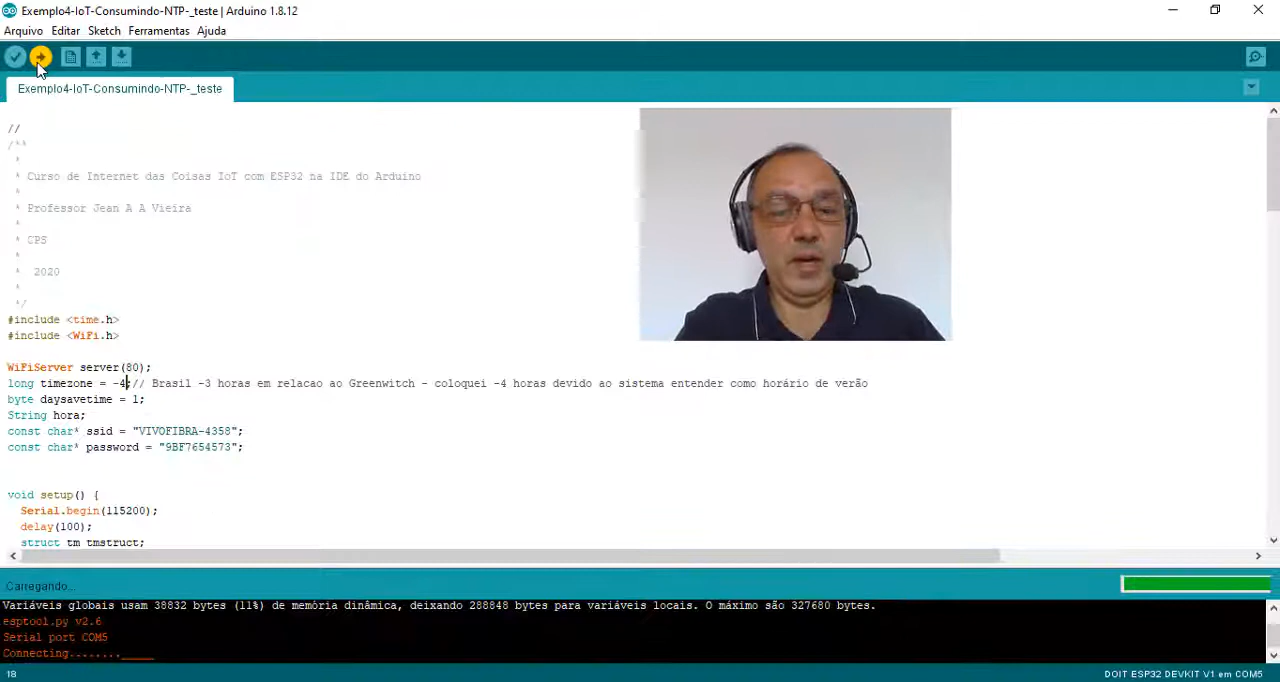 Exemplo4-IoT-Consumindo-NTP-_teste | Arduino 1.8.12
Arquivo Editar Sketch Ferramentas Ajuda
Exemplo4-IoT-Consumindo-NTP-_teste
//
/**
*
* Curso de Internet das Coisas IoT com ESP32 na IDE do Arduino
*
* Professor Jean A A Vieira
*
* CPS
*
* 2020
*
*/
#include <time.h>
#include <WiFi.h>
WiFiServer server(80);
long timezone = -4;// Brasil -3 horas em relacao ao Greenwitch - coloquei -4 horas devido ao sistema entender como horário de verão
byte daysavetime = 1;
String hora;
const char* ssid = "VIVOFIBRA-4358";
const char* password = "9BF7654573";
void setup() {
Serial.begin(115200);
delay(100);
struct tm tmstruct;
Carregando...
Variáveis globais usam 38832 bytes (11%) de memória dinâmica, deixando 288848 bytes para variáveis locais. O máximo são 327680 bytes.
esptool.py v2.6
Serial port COM5
Connecting........_____
18 DOIT ESP32 DEVKIT V1 em COM5